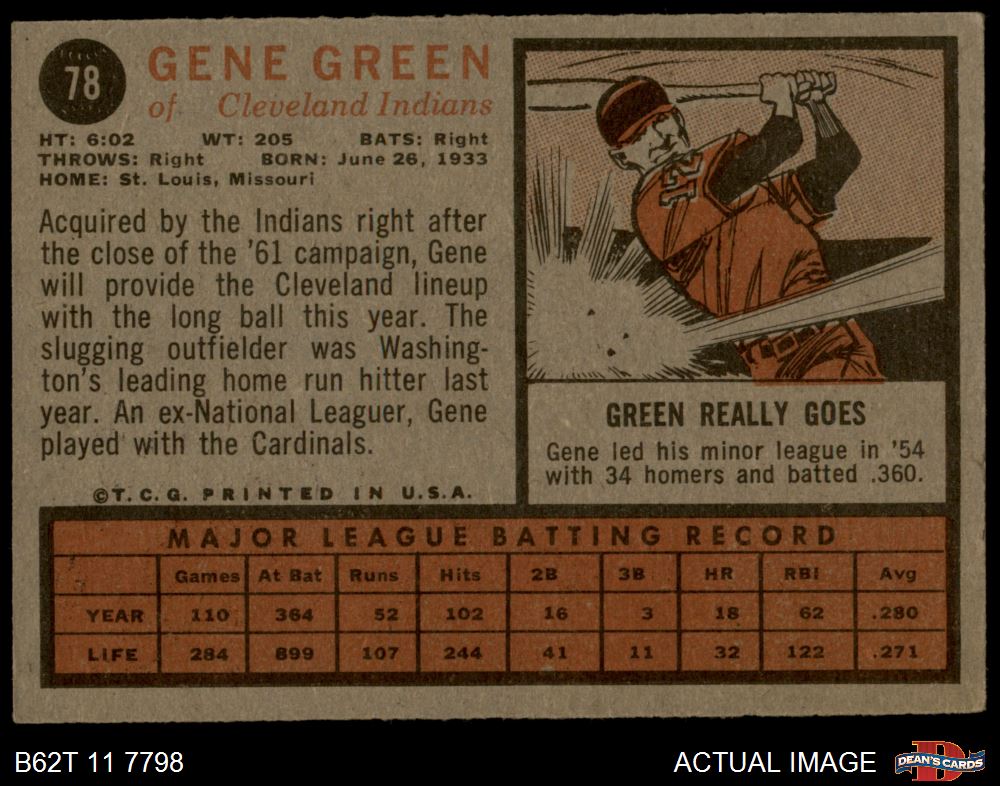 78
GENE GREEN
of Cleveland Indians
HT: 6:02 WT: 205 BATS: Right
THROWS: Right BORN: June 26, 1933
HOME: St. Louis, Missouri
Acquired by the Indians right after
the close of the '61 campaign, Gene
will provide the Cleveland lineup
with the long ball this year. The
slugging outfielder was Washing-
ton's leading home run hitter last
year. An ex-National Leaguer, Gene
played with the Cardinals.
©T.C.G. PRINTED IN U.S.A.
GREEN REALLY GOES
Gene led his minor league in '54
with 34 homers and batted .360.
MAJOR LEAGUE BATTING RECORD
Games At Bat Runs Hits 2B 3B HR RBI Avg
YEAR 110 364 52 102 16 3 18 62 .280
LIFE 284 899 107 244 41 11 32 122 .271
B62T 11 7798
ACTUAL IMAGE
D
DEAN'S CARDS